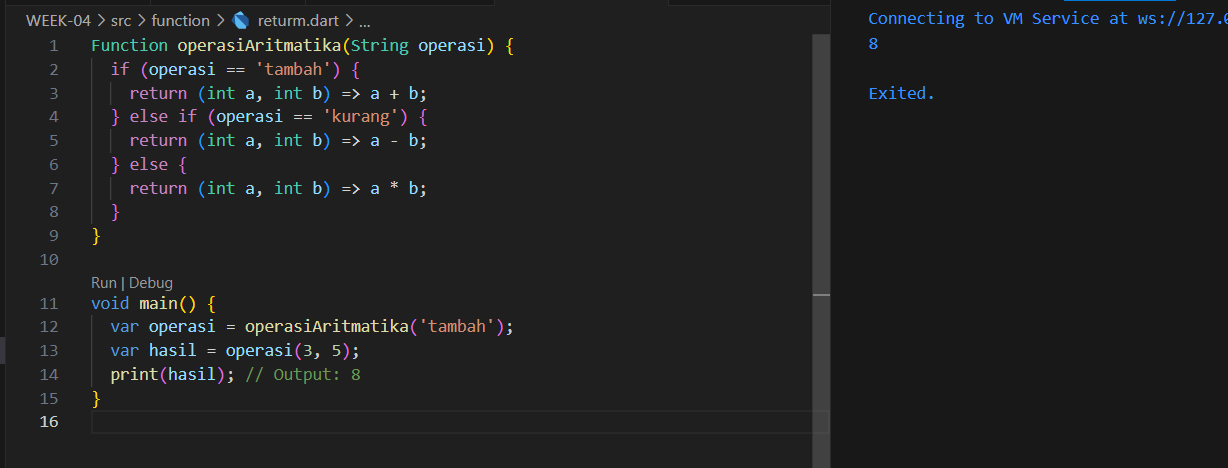 WEEK-04 > src > function > returm.dart > ...
1 Function operasiAritmatika(String operasi) {
2   if (operasi == 'tambah') {
3     return (int a, int b) => a + b;
4   } else if (operasi == 'kurang') {
5     return (int a, int b) => a - b;
6   } else {
7     return (int a, int b) => a * b;
8   }
9 }
10
Run | Debug
11 void main() {
12   var operasi = operasiAritmatika('tambah');
13   var hasil = operasi(3, 5);
14   print(hasil); // Output: 8
15 }
16
Connecting to VM Service at ws://127.0
8
Exited.